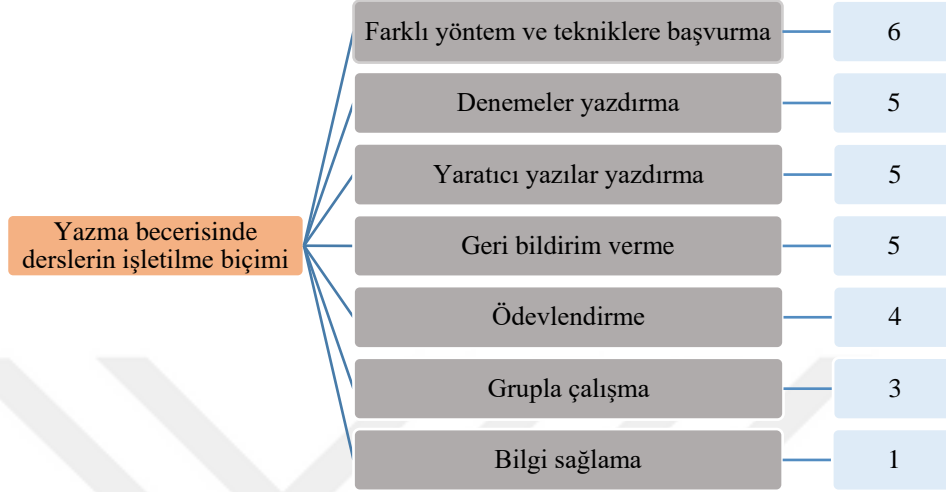 Farklı yöntem ve tekniklere başvurma 6
Denemeler yazdırma 5
Yaratıcı yazılar yazdırma 5
Yazma becerisinde
derslerin işletilme biçimi
Geri bildirim verme 5
Ödevlendirme 4
Grupla çalışma 3
Bilgi sağlama 1